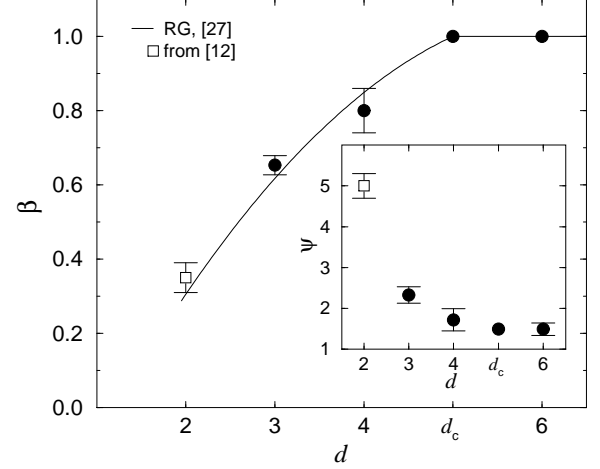 RG, [27]
from [12]
1.0
0.8
0.6
0.4
0.2
0.0
β
2 3 4 d_c 6
d
5
4
3
2
1
ψ
2 3 4 d_c 6
d